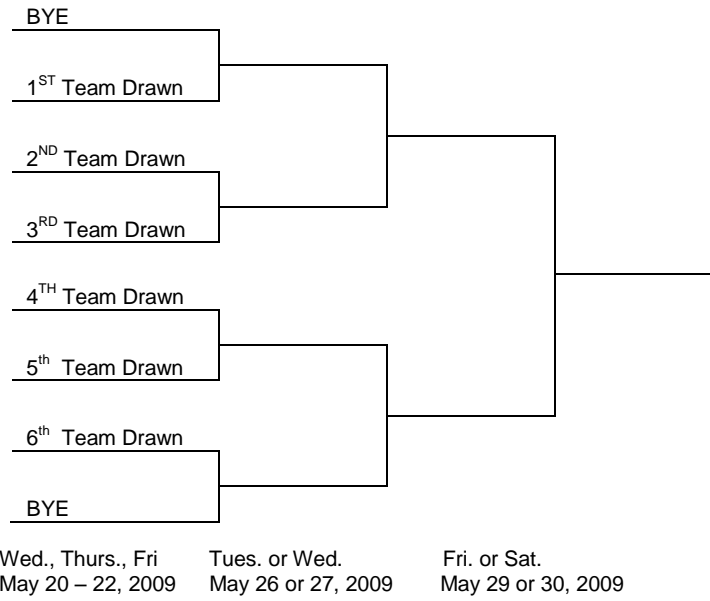 BYE
1ST Team Drawn
2ND Team Drawn
3RD Team Drawn
4TH Team Drawn
5th Team Drawn
6th Team Drawn
BYE
Wed., Thurs., Fri Tues. or Wed. Fri. or Sat.
May 20 – 22, 2009 May 26 or 27, 2009 May 29 or 30, 2009